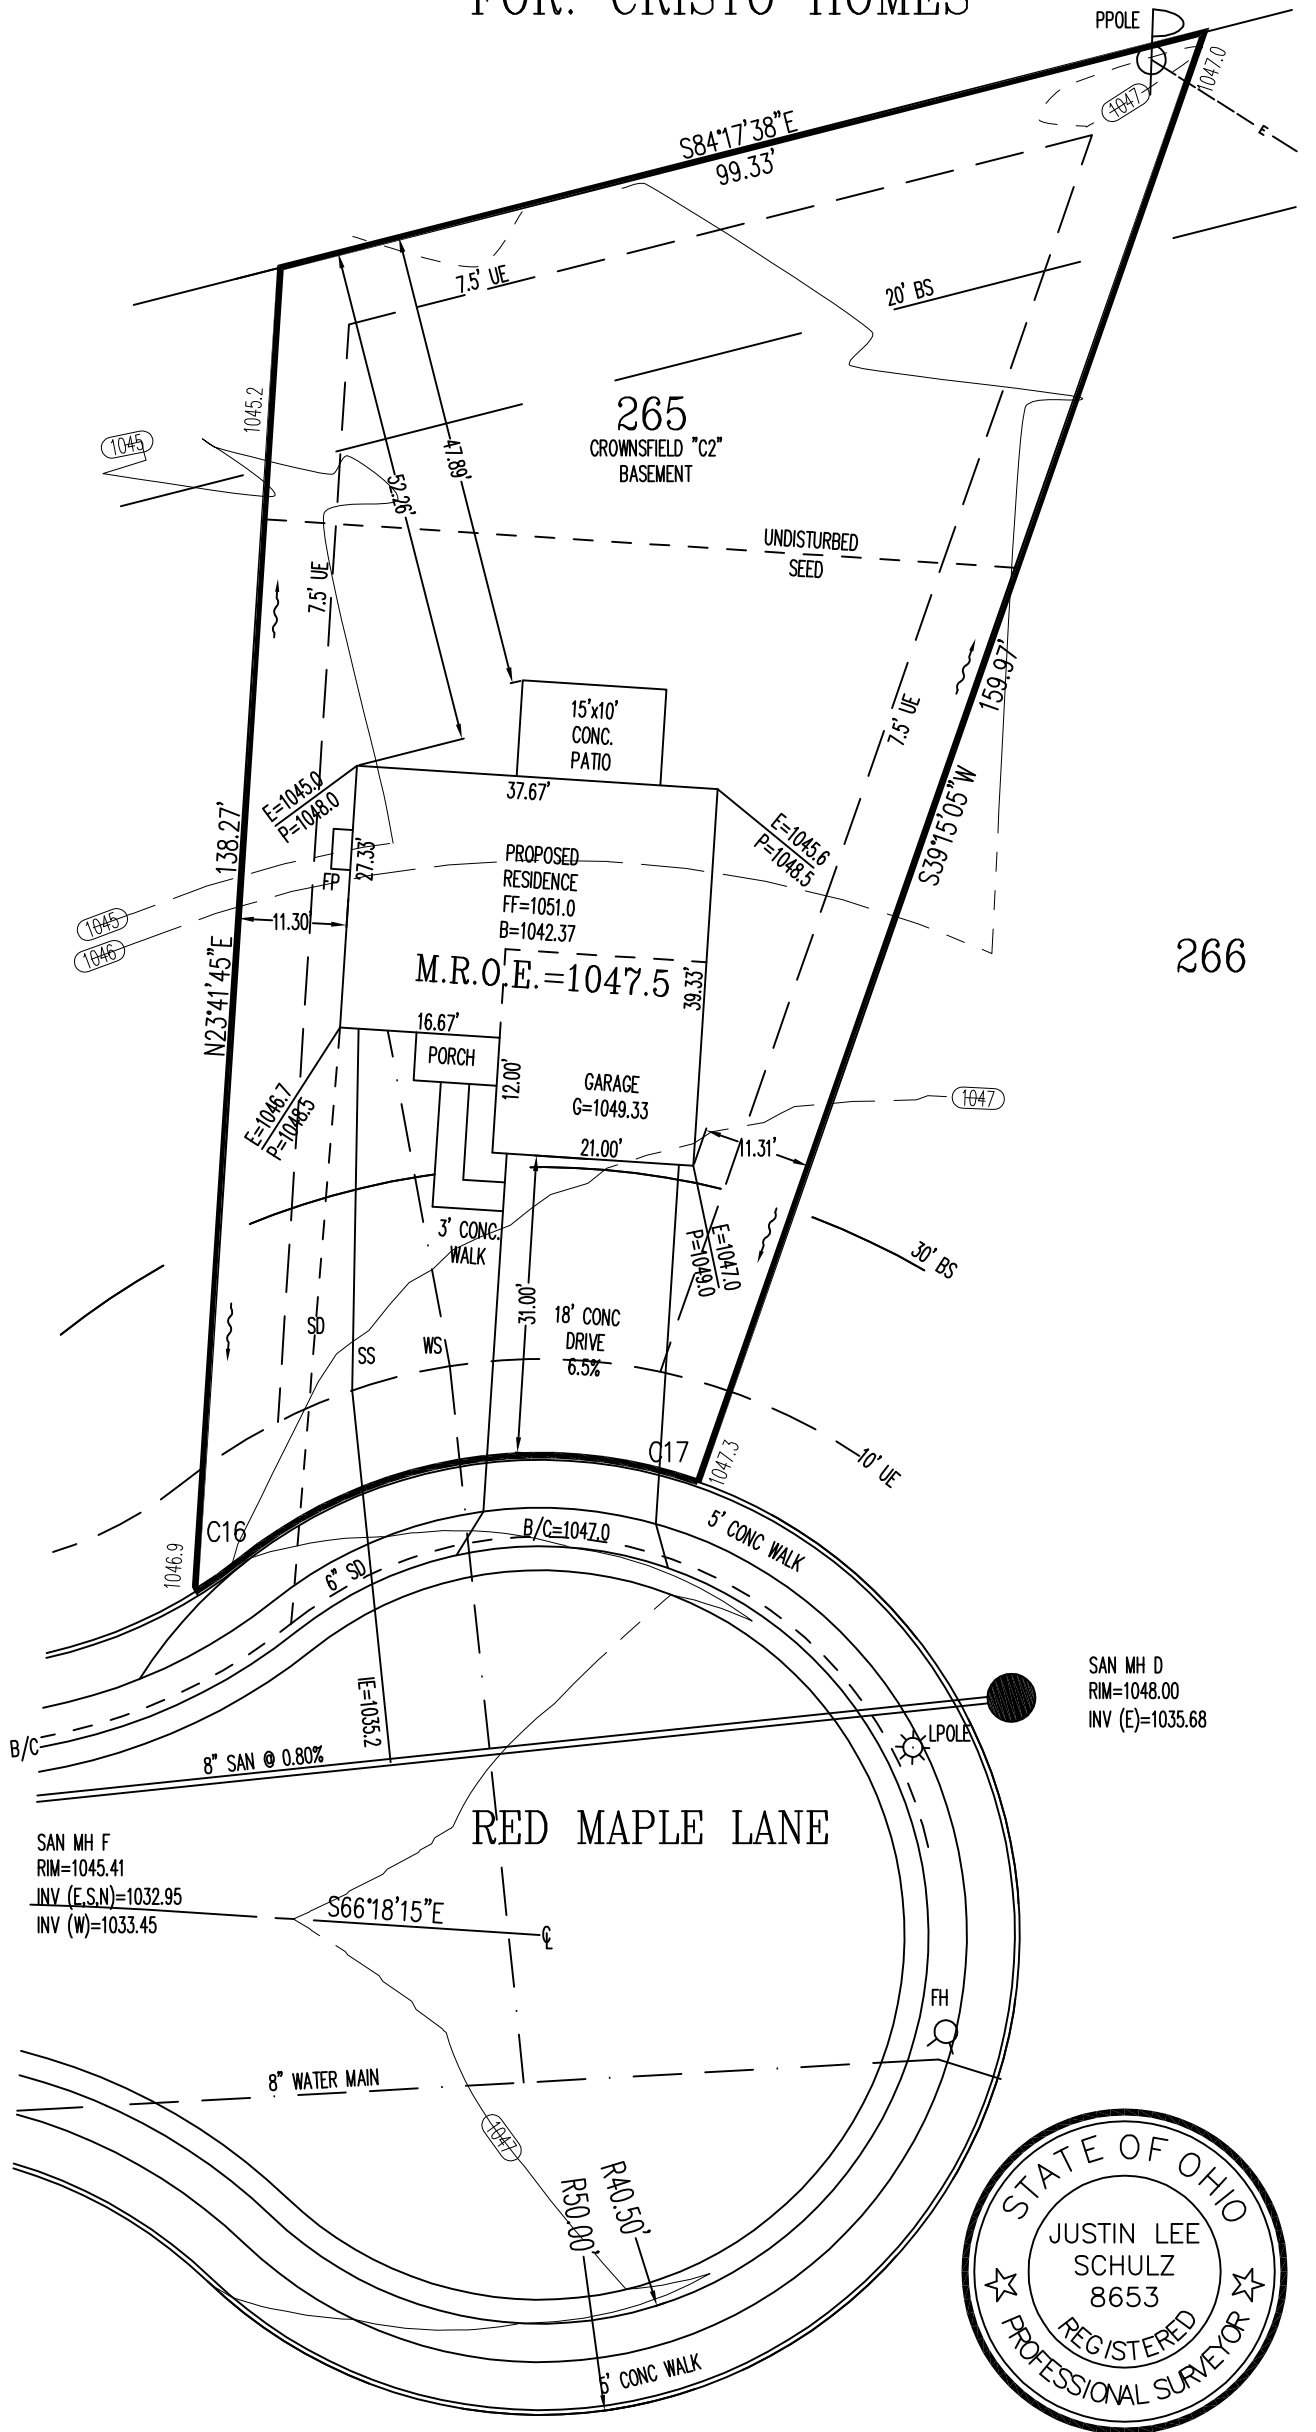 FOR: CRISTO HOMES
PPOLE
1047.0
1047
E
S84°17'38"E
99.33'
7.5' UE
20' BS
1045.2
1045
265
CROWNSFIELD "C2"
BASEMENT
47.89'
52.26'
UNDISTURBED
SEED
7.5' UE
159.97'
7.5' UE
15'x10'
CONC.
PATIO
37.67'
E=1045.0
P=1048.0
E=1045.6
P=1048.5
S39°15'05"W
138.27'
27.33'
FP
PROPOSED
RESIDENCE
FF=1051.0
B=1042.37
M.R.O.E.=1047.5
11.30'
1045
1046
N23°41'45"E
266
39.33'
16.67'
PORCH
12.00'
GARAGE
G=1049.33
1047
E=1046.7
P=1048.5
21.00'
11.31'
3' CONC.
WALK
E=1047.0
P=1049.0
30' BS
31.00'
18' CONC
DRIVE
6.5%
SD
SS
WS
C17
1047.3
10' UE
C16
1046.9
B/C=1047.0
5' CONC WALK
6" SD
IE=1035.2
SAN MH D
RIM=1048.00
INV (E)=1035.68
B/C
8" SAN @ 0.80%
LPOLE
RED MAPLE LANE
SAN MH F
RIM=1045.41
INV (E,S,N)=1032.95
INV (W)=1033.45
S66°18'15"E
℄
FH
8" WATER MAIN
1047
R40.50'
R50.00'
5' CONC WALK
STATE OF OHIO
JUSTIN LEE
SCHULZ
8653
REGISTERED
PROFESSIONAL SURVEYOR